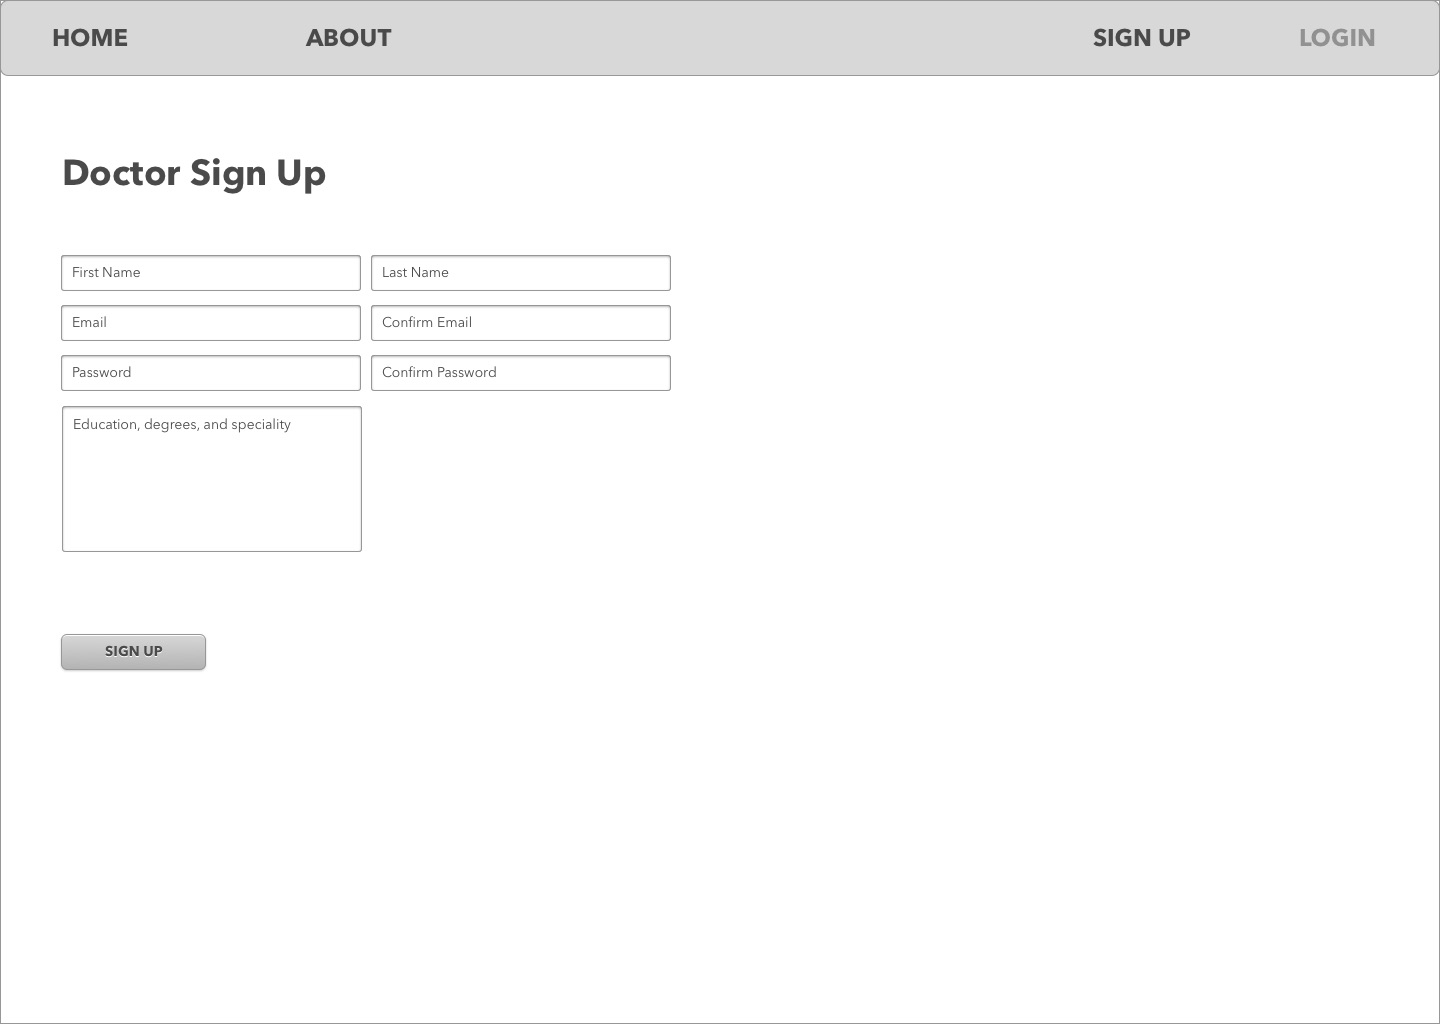 HOME ABOUT SIGN UP LOGIN
Doctor Sign Up
First Name Last Name
Email Confirm Email
Password Confirm Password
Education, degrees, and speciality
SIGN UP